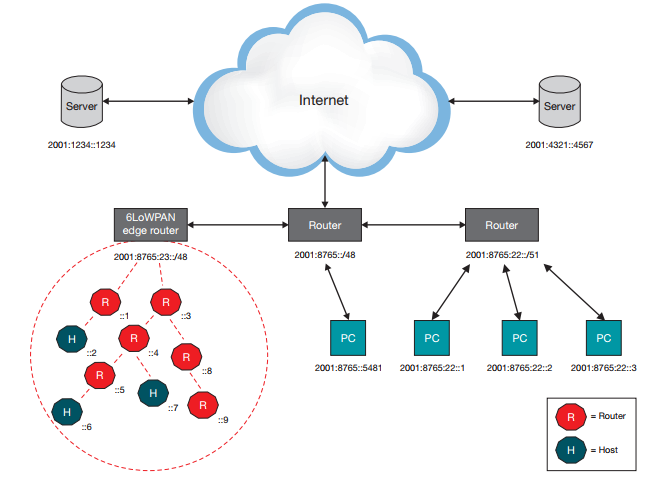 Internet
Server
Server
2001:1234::1234
2001:4321::4567
6LoWPAN
edge router
Router
Router
2001:8765:23::/48
2001:8765::/48
2001:8765:22::/51
R
::1
R
::3
H
::2
R
::4
R
::8
R
::5
H
::7
R
::9
H
::6
PC
PC
PC
PC
2001:8765::5481
2001:8765:22::1
2001:8765:22::2
2001:8765:22::3
R = Router
H = Host